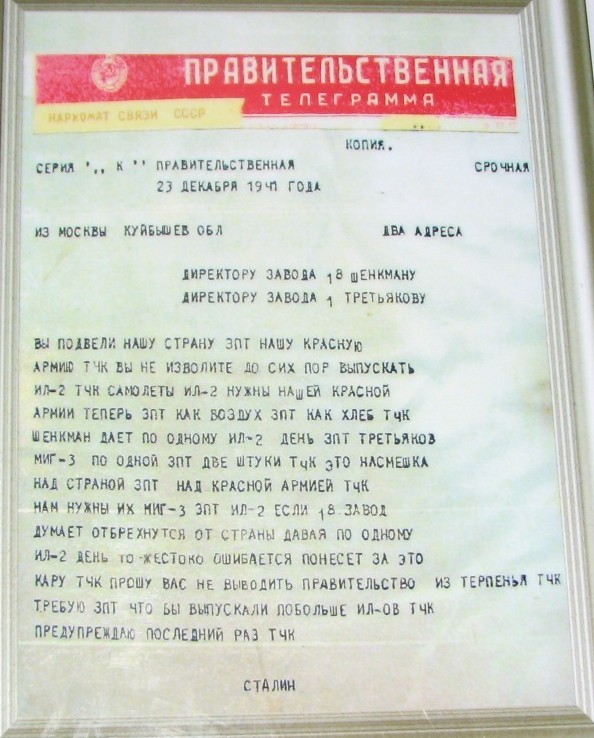 ПРАВИТЕЛЬСТВЕННАЯ
ТЕЛЕГРАММА
НАРКОМАТ СВЯЗИ СССР
КОПИЯ.
СЕРИЯ ",, К '' ПРАВИТЕЛЬСТВЕННАЯ СРОЧНАЯ
23 ДЕКАБРЯ 1941 ГОДА
ИЗ МОСКВЫ КУЙБЫШЕВ ОБЛ ДВА АДРЕСА
ДИРЕКТОРУ ЗАВОДА 18 ШЕНКМАНУ
ДИРЕКТОРУ ЗАВОДА 1 ТРЕТЬЯКОВУ
ВЫ ПОДВЕЛИ НАШУ СТРАНУ ЗПТ НАШУ КРАСНУЮ
АРМИЮ ТЧК ВЫ НЕ ИЗВОЛИТЕ ДО СИХ ПОР ВЫПУСКАТЬ
ИЛ-2 ТЧК САМОЛЕТЫ ИЛ-2 НУЖНЫ НАШЕЙ КРАСНОЙ
АРМИИ ТЕПЕРЬ ЗПТ КАК ВОЗДУХ ЗПТ КАК ХЛЕБ ТЧК
ШЕНКМАН ДАЕТ ПО ОДНОМУ ИЛ-2 ДЕНЬ ЗПТ ТРЕТЬЯКОВ
МИГ-3 ПО ОДНОЙ ЗПТ ДВЕ ШТУКИ ТЧК ЭТО НАСМЕШКА
НАД СТРАНОЙ ЗПТ НАД КРАСНОЙ АРМИЕЙ ТЧК
НАМ НУЖНЫ ИХ МИГ-3 ЗПТ ИЛ-2 ЕСЛИ 18 ЗАВОД
ДУМАЕТ ОТБРЕХНУТСЯ ОТ СТРАНЫ ДАВАЯ ПО ОДНОМУ
ИЛ-2 ДЕНЬ ТО ЖЕСТОКО ОШИБАЕТСЯ ПОНЕСЕТ ЗА ЭТО
КАРУ ТЧК ПРОШУ ВАС НЕ ВЫВОДИТЬ ПРАВИТЕЛЬСТВО ИЗ ТЕРПЕНЬЯ ТЧК
ТРЕБУЮ ЗПТ ЧТО БЫ ВЫПУСКАЛИ ПОБОЛЬШЕ ИЛ-ОВ ТЧК
ПРЕДУПРЕЖДАЮ ПОСЛЕДНИЙ РАЗ ТЧК
СТАЛИН